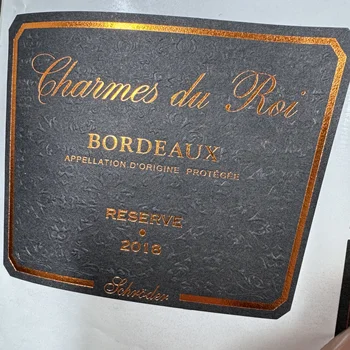 Charmes du Roi
BORDEAUX
APPELLATION D'ORIGINE PROTÉGÉE
RESERVE
2018
Schröder